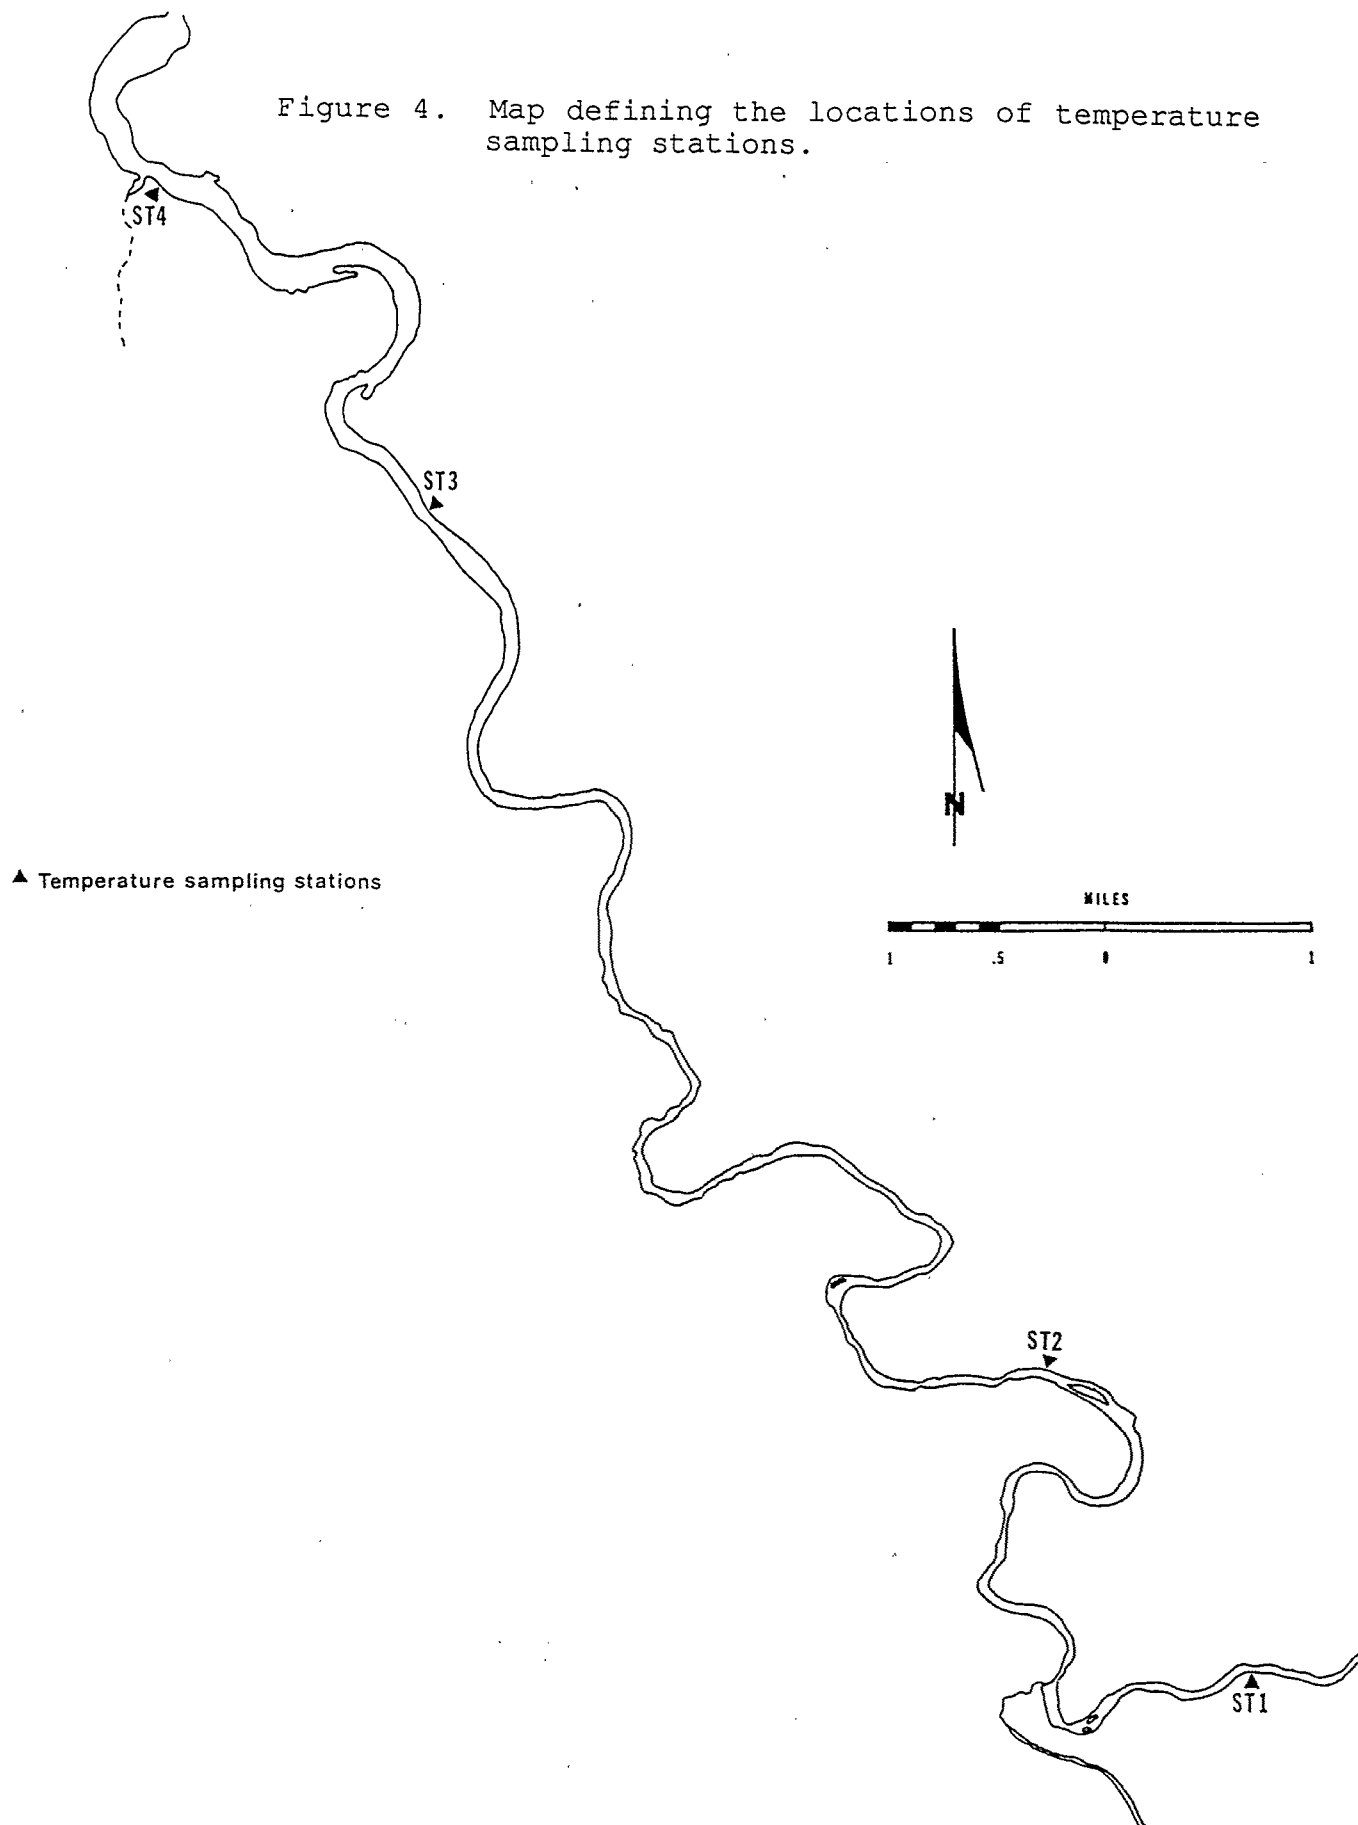 Figure 4. Map defining the locations of temperature
sampling stations.
ST4
ST3
N
▲ Temperature sampling stations
MILES
1 .5 0 1
ST2
ST1